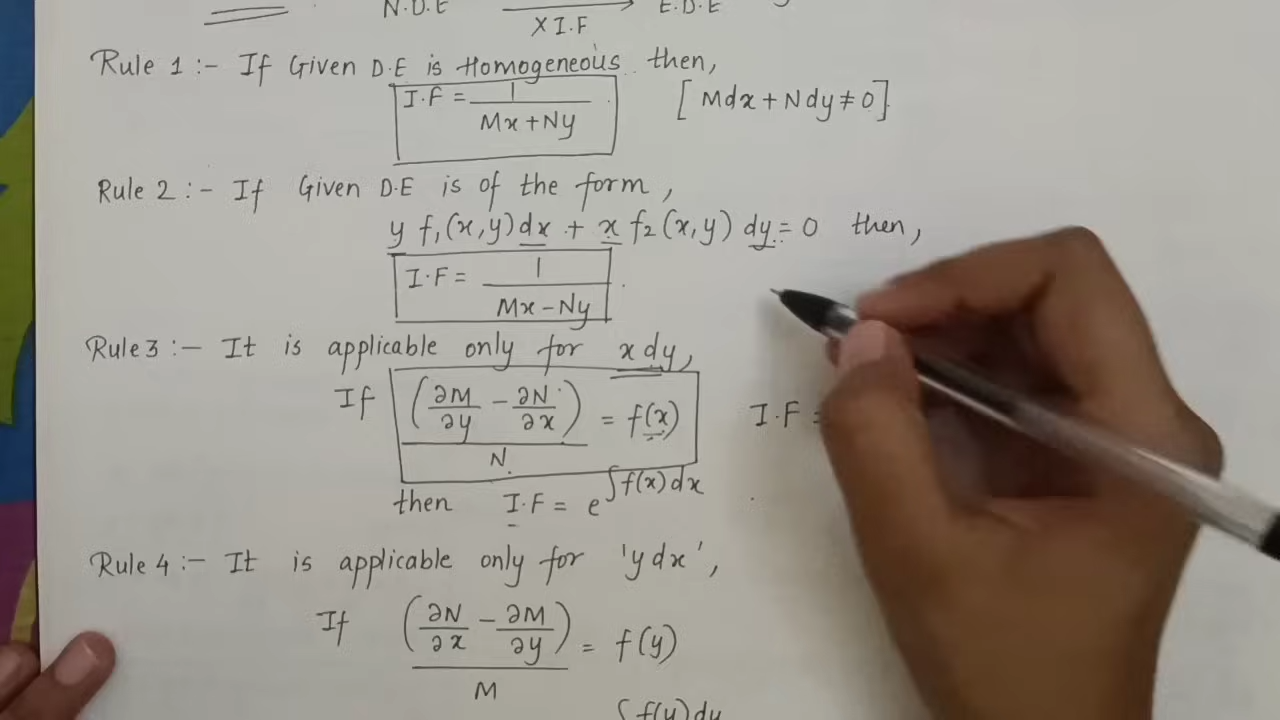 N.D.E → E.D.E
X I.F
Rule 1 :- If Given D.E is Homogeneous then,
I.F = 1/(Mx + Ny) [Mdx + Ndy ≠ 0]
Rule 2 :- If Given D.E is of the form,
y f₁(x,y)dx + x f₂(x,y) dy = 0 then,
I.F = 1/(Mx - Ny)
Rule 3 :- It is applicable only for x dy,
If (∂M/∂y - ∂N/∂x)/N = f(x) I.F =
then I.F = e^∫f(x)dx
Rule 4 :- It is applicable only for 'y dx',
If (∂N/∂x - ∂M/∂y)/M = f(y)
∫f(y)dy